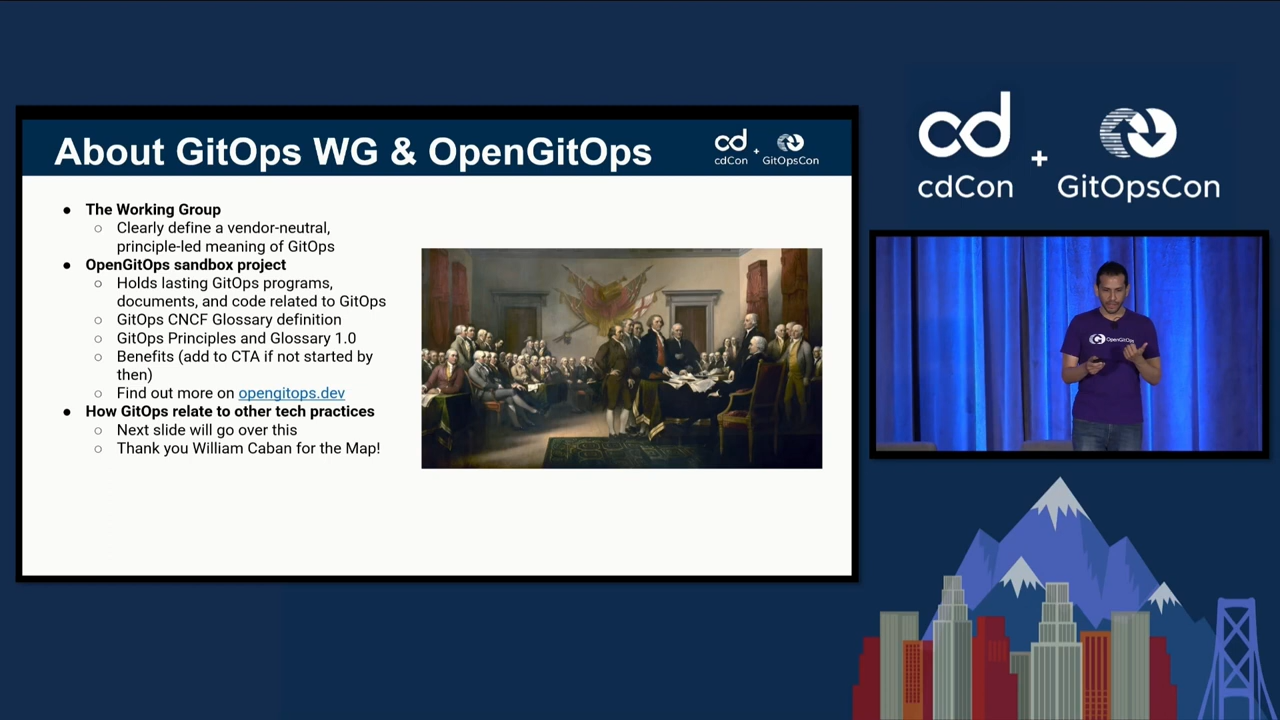 About GitOps WG & OpenGitOps
cd
cdCon
+
GitOpsCon
● The Working Group
○ Clearly define a vendor-neutral,
principle-led meaning of GitOps
● OpenGitOps sandbox project
○ Holds lasting GitOps programs,
documents, and code related to GitOps
○ GitOps CNCF Glossary definition
○ GitOps Principles and Glossary 1.0
○ Benefits (add to CTA if not started by
then)
○ Find out more on opengitops.dev
● How GitOps relate to other tech practices
○ Next slide will go over this
○ Thank you William Caban for the Map!
cd
cdCon
+
GitOpsCon
OpenGitOps